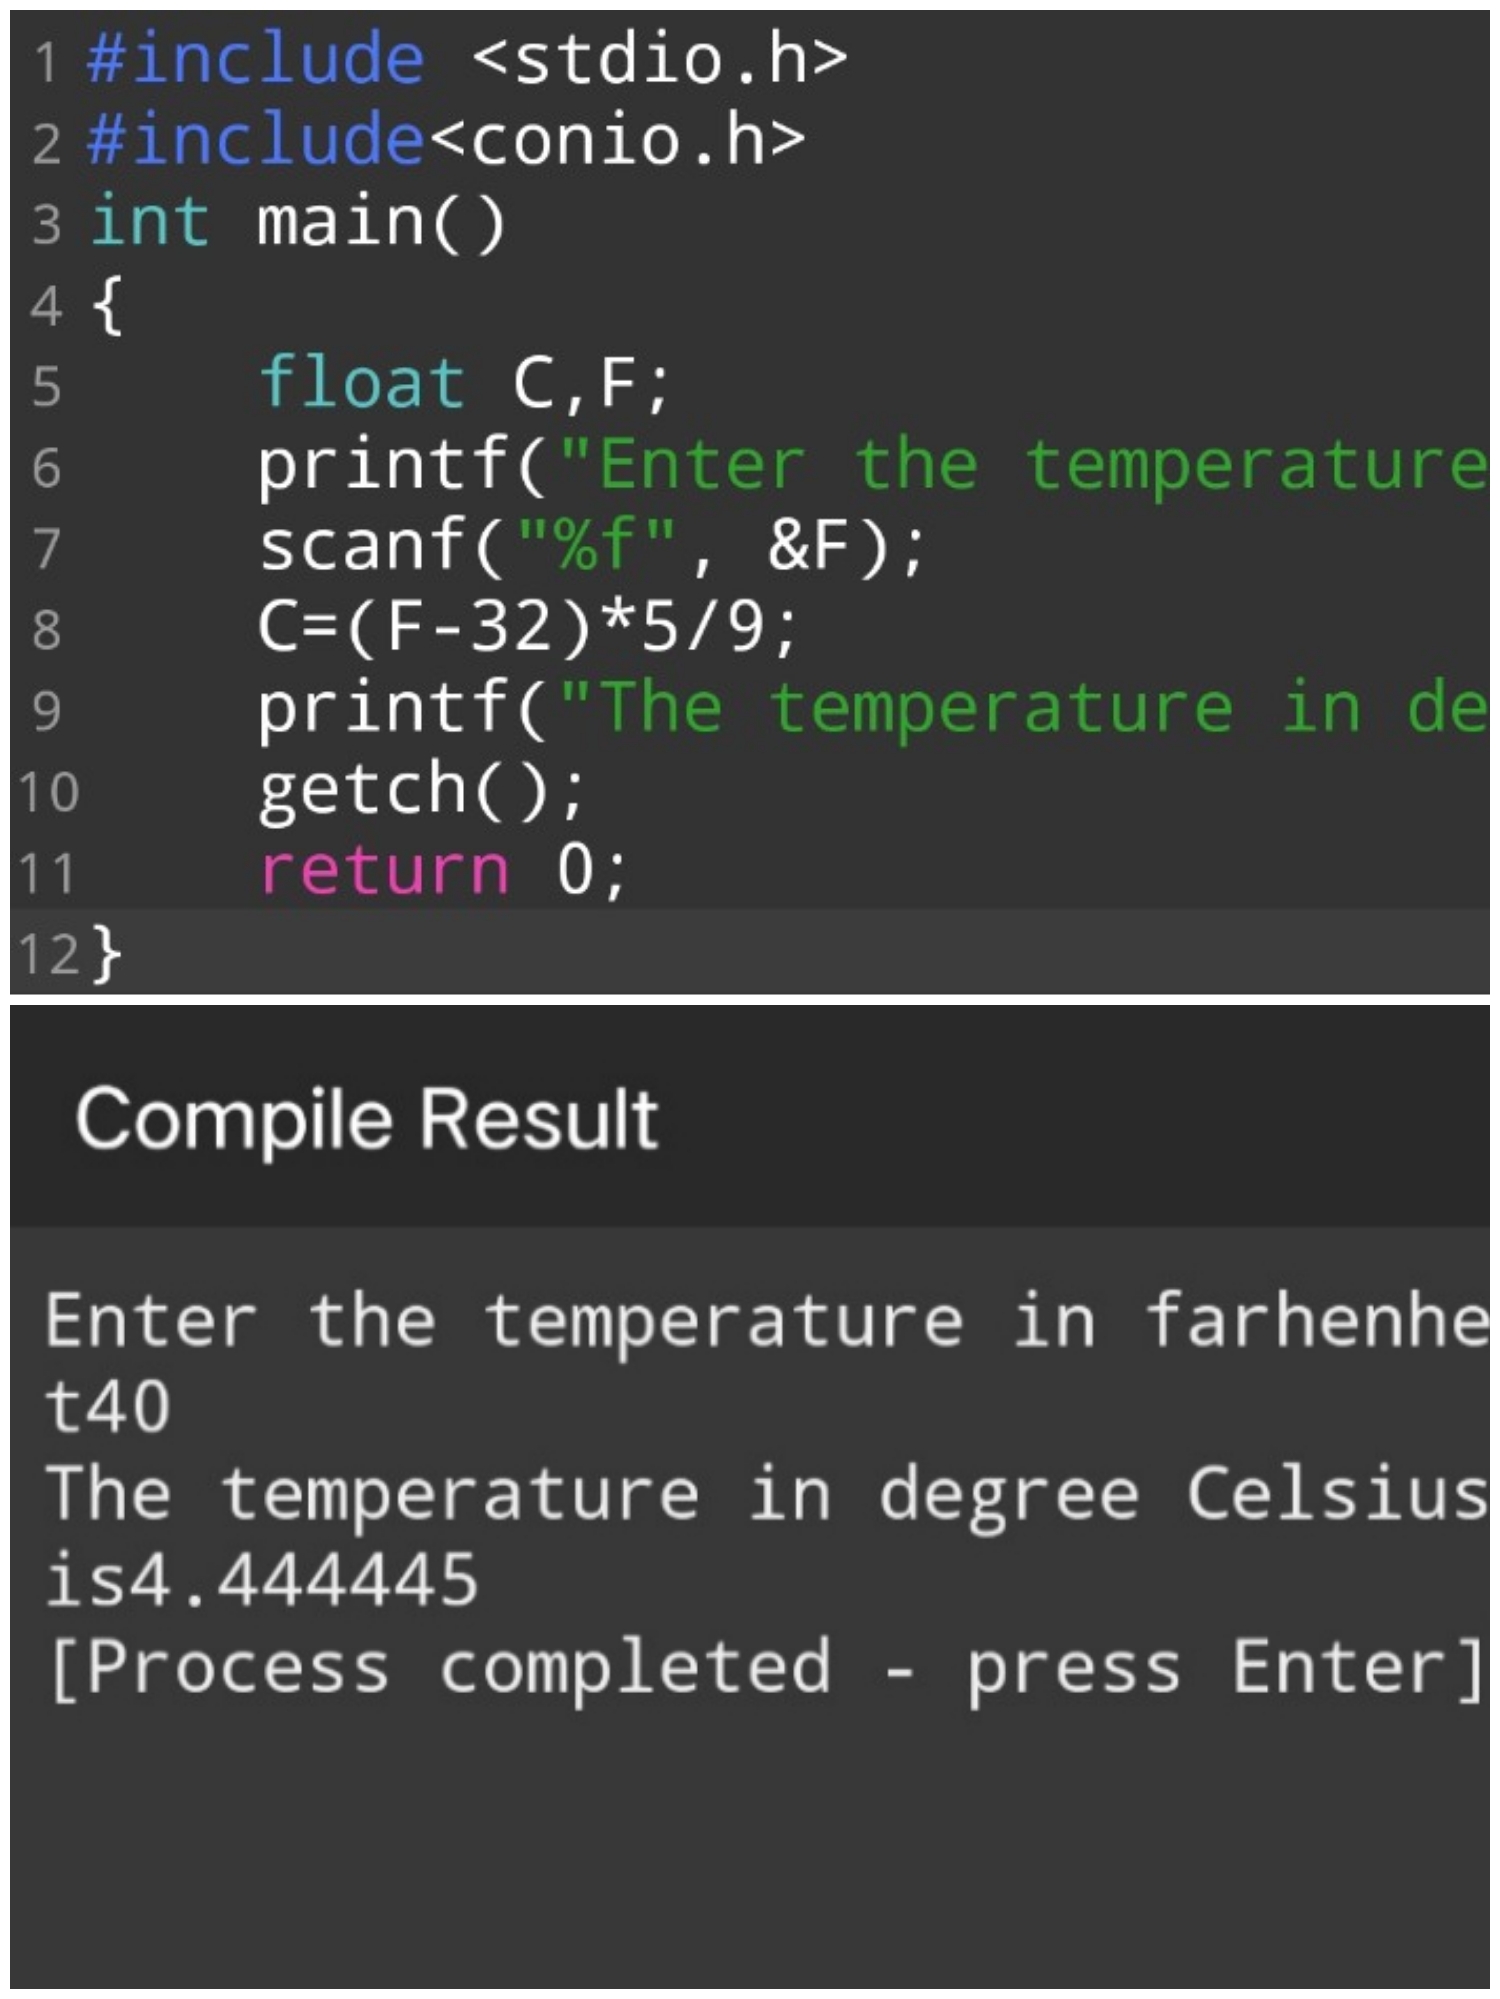 1 #include <stdio.h>
2 #include<conio.h>
3 int main()
4 {
5 float C,F;
6 printf("Enter the temperature
7 scanf("%f", &F);
8 C=(F-32)*5/9;
9 printf("The temperature in de
10 getch();
11 return 0;
12 }
Compile Result
Enter the temperature in farhenhe
t40
The temperature in degree Celsius
is4.444445
[Process completed - press Enter]